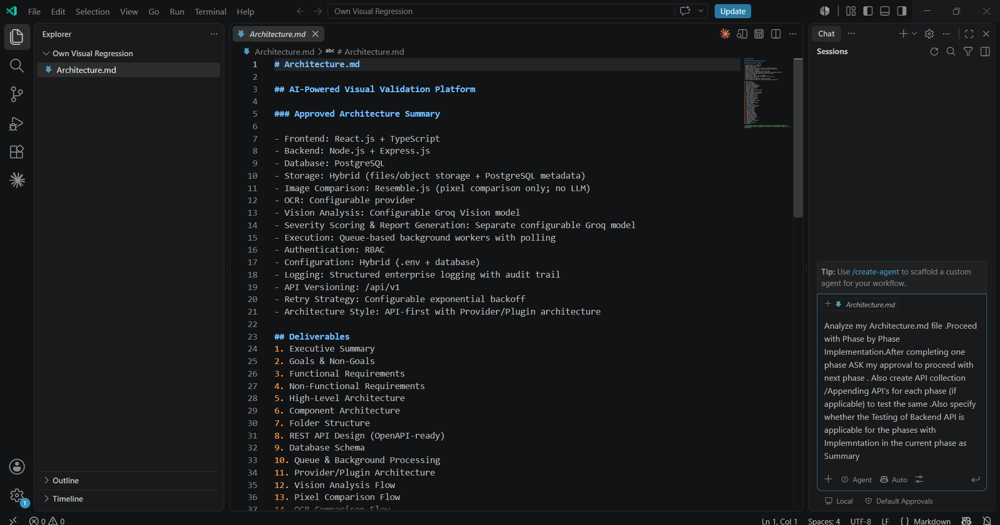 File Edit Selection View Go Run Terminal Help
Own Visual Regression
Update
Explorer
Own Visual Regression
Architecture.md
Outline
Timeline
1
Architecture.md
Architecture.md > abc # Architecture.md
1 # Architecture.md
2
3 ## AI-Powered Visual Validation Platform
4
5 ### Approved Architecture Summary
6
7 - Frontend: React.js + TypeScript
8 - Backend: Node.js + Express.js
9 - Database: PostgreSQL
10 - Storage: Hybrid (files/object storage + PostgreSQL metadata)
11 - Image Comparison: Resemble.js (pixel comparison only; no LLM)
12 - OCR: Configurable provider
13 - Vision Analysis: Configurable Groq Vision model
14 - Severity Scoring & Report Generation: Separate configurable Groq model
15 - Execution: Queue-based background workers with polling
16 - Authentication: RBAC
17 - Configuration: Hybrid (.env + database)
18 - Logging: Structured enterprise logging with audit trail
19 - API Versioning: /api/v1
20 - Retry Strategy: Configurable exponential backoff
21 - Architecture Style: API-first with Provider/Plugin architecture
22
23 ## Deliverables
24 1. Executive Summary
25 2. Goals & Non-Goals
26 3. Functional Requirements
27 4. Non-Functional Requirements
28 5. High-Level Architecture
29 6. Component Architecture
30 7. Folder Structure
31 8. REST API Design (OpenAPI-ready)
32 9. Database Schema
33 10. Queue & Background Processing
34 11. Provider/Plugin Architecture
35 12. Vision Analysis Flow
36 13. Pixel Comparison Flow
37 14. OCR Comparison Flow
Chat
Sessions
Tip: Use /create-agent to scaffold a custom
agent for your workflow.
Architecture.md
Analyze my Architecture.md file .Proceed
with Phase by Phase
Implementation.After completing one
phase ASK my approval to proceed with
next phase . Also create API collection
/Appending API's for each phase (if
applicable) to test the same .Also specify
whether the Testing of Backend API is
applicable for the phases with
Implemntation in the current phase as
Summary
Agent Auto
Local Default Approvals
0 0
Ln 1, Col 1 Spaces: 4 UTF-8 LF { } Markdown